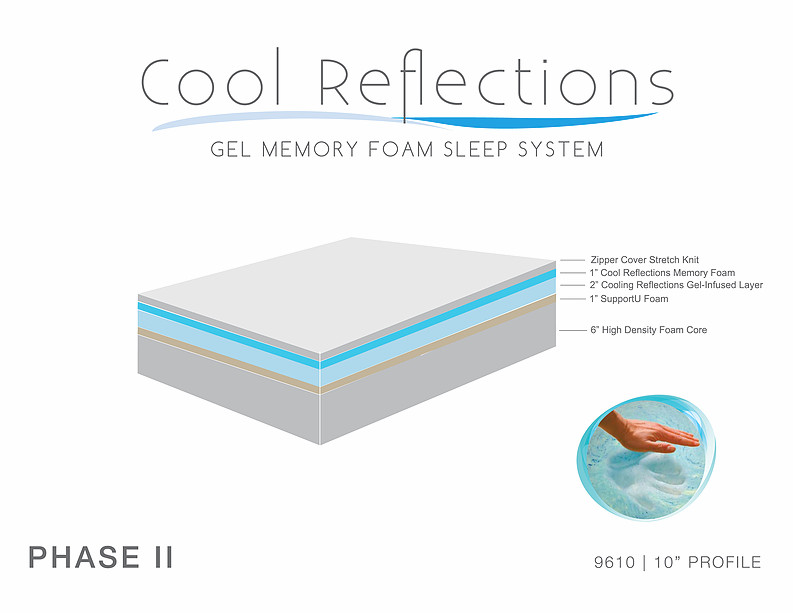 Cool Reflections
GEL MEMORY FOAM SLEEP SYSTEM
Zipper Cover Stretch Knit
1” Cool Reflections Memory Foam
2” Cooling Reflections Gel-Infused Layer
1” SupportU Foam
6” High Density Foam Core
PHASE II
9610 | 10” PROFILE